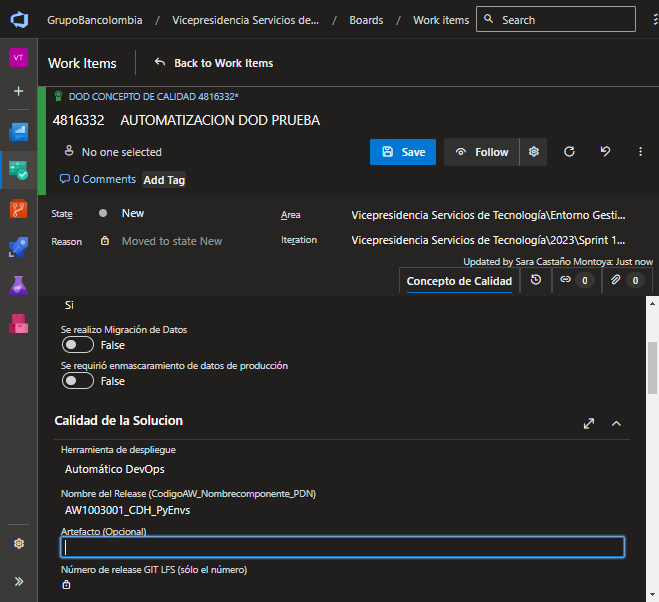 GrupoBancolombia / Vicepresidencia Servicios de... / Boards / Work items Search
VT
Work Items Back to Work Items
DOD CONCEPTO DE CALIDAD 4816332*
4816332 AUTOMATIZACION DOD PRUEBA
No one selected
Save Follow
0 Comments Add Tag
State New Area Vicepresidencia Servicios de Tecnología\Entorno Gesti...
Reason Moved to state New Iteration Vicepresidencia Servicios de Tecnología\2023\Sprint 1...
Updated by Sara Castaño Montoya: Just now
Concepto de Calidad 0 0
Si
Se realizo Migración de Datos
False
Se requirió enmascaramiento de datos de producción
False
Calidad de la Solucion
Herramienta de despliegue
Automático DevOps
Nombre del Release (CodigoAW_Nombrecomponente_PDN)
AW1003001_CDH_PyEnvs
Artefacto (Opcional)
Número de release GIT LFS (sólo el número)